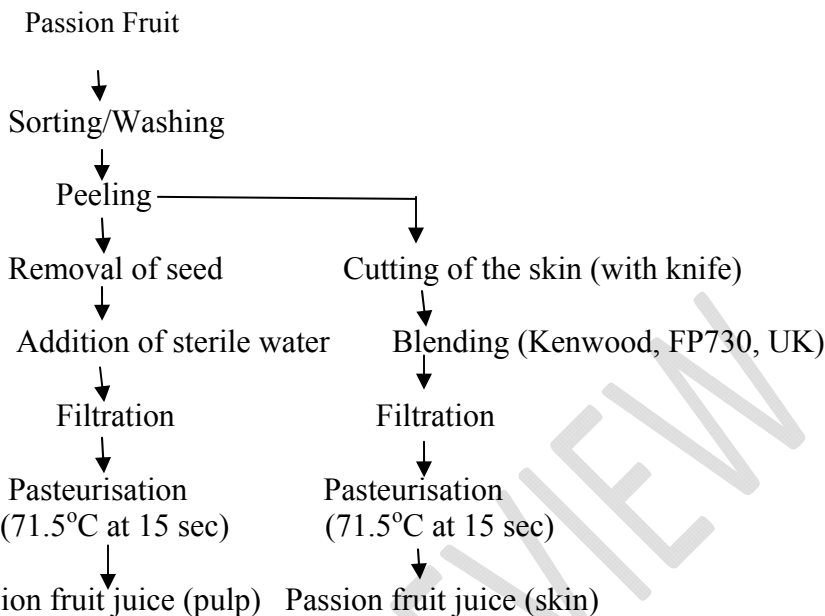 Passion Fruit
Sorting/Washing
Peeling
Removal of seed Cutting of the skin (with knife)
Addition of sterile water Blending (Kenwood, FP730, UK)
Filtration Filtration
Pasteurisation Pasteurisation
(71.5°C at 15 sec) (71.5°C at 15 sec)
ion fruit juice (pulp) Passion fruit juice (skin)